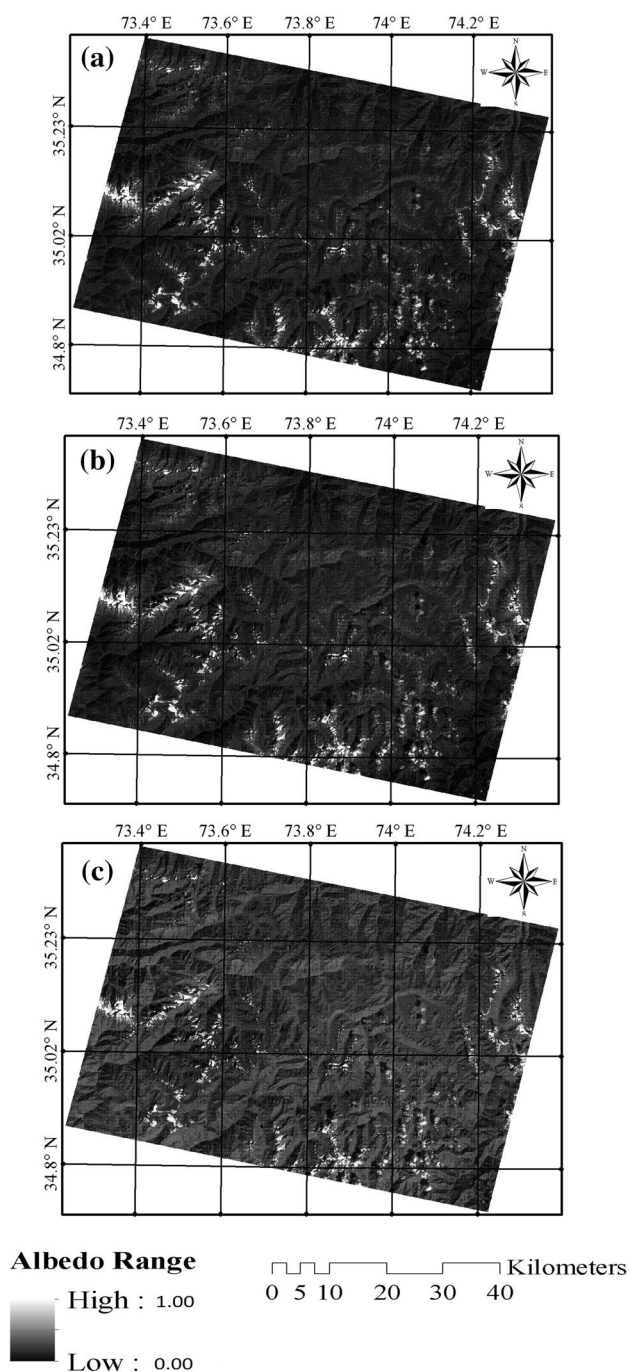 73.4° E 73.6° E 73.8° E 74° E 74.2° E
(a)
N
W E
S
35.23° N
35.02° N
34.8° N
73.4° E 73.6° E 73.8° E 74° E 74.2° E
(b)
N
W E
S
35.23° N
35.02° N
34.8° N
73.4° E 73.6° E 73.8° E 74° E 74.2° E
(c)
N
W E
S
35.23° N
35.02° N
34.8° N
Albedo Range
High : 1.00
Low : 0.00
Kilometers
0 5 10 20 30 40